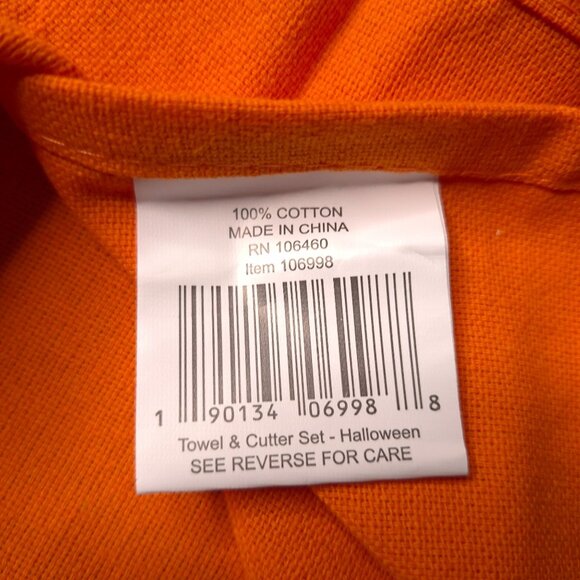 100% COTTON
MADE IN CHINA
RN 106460
Item 106998
1 90134 06998 8
Towel & Cutter Set - Halloween
SEE REVERSE FOR CARE